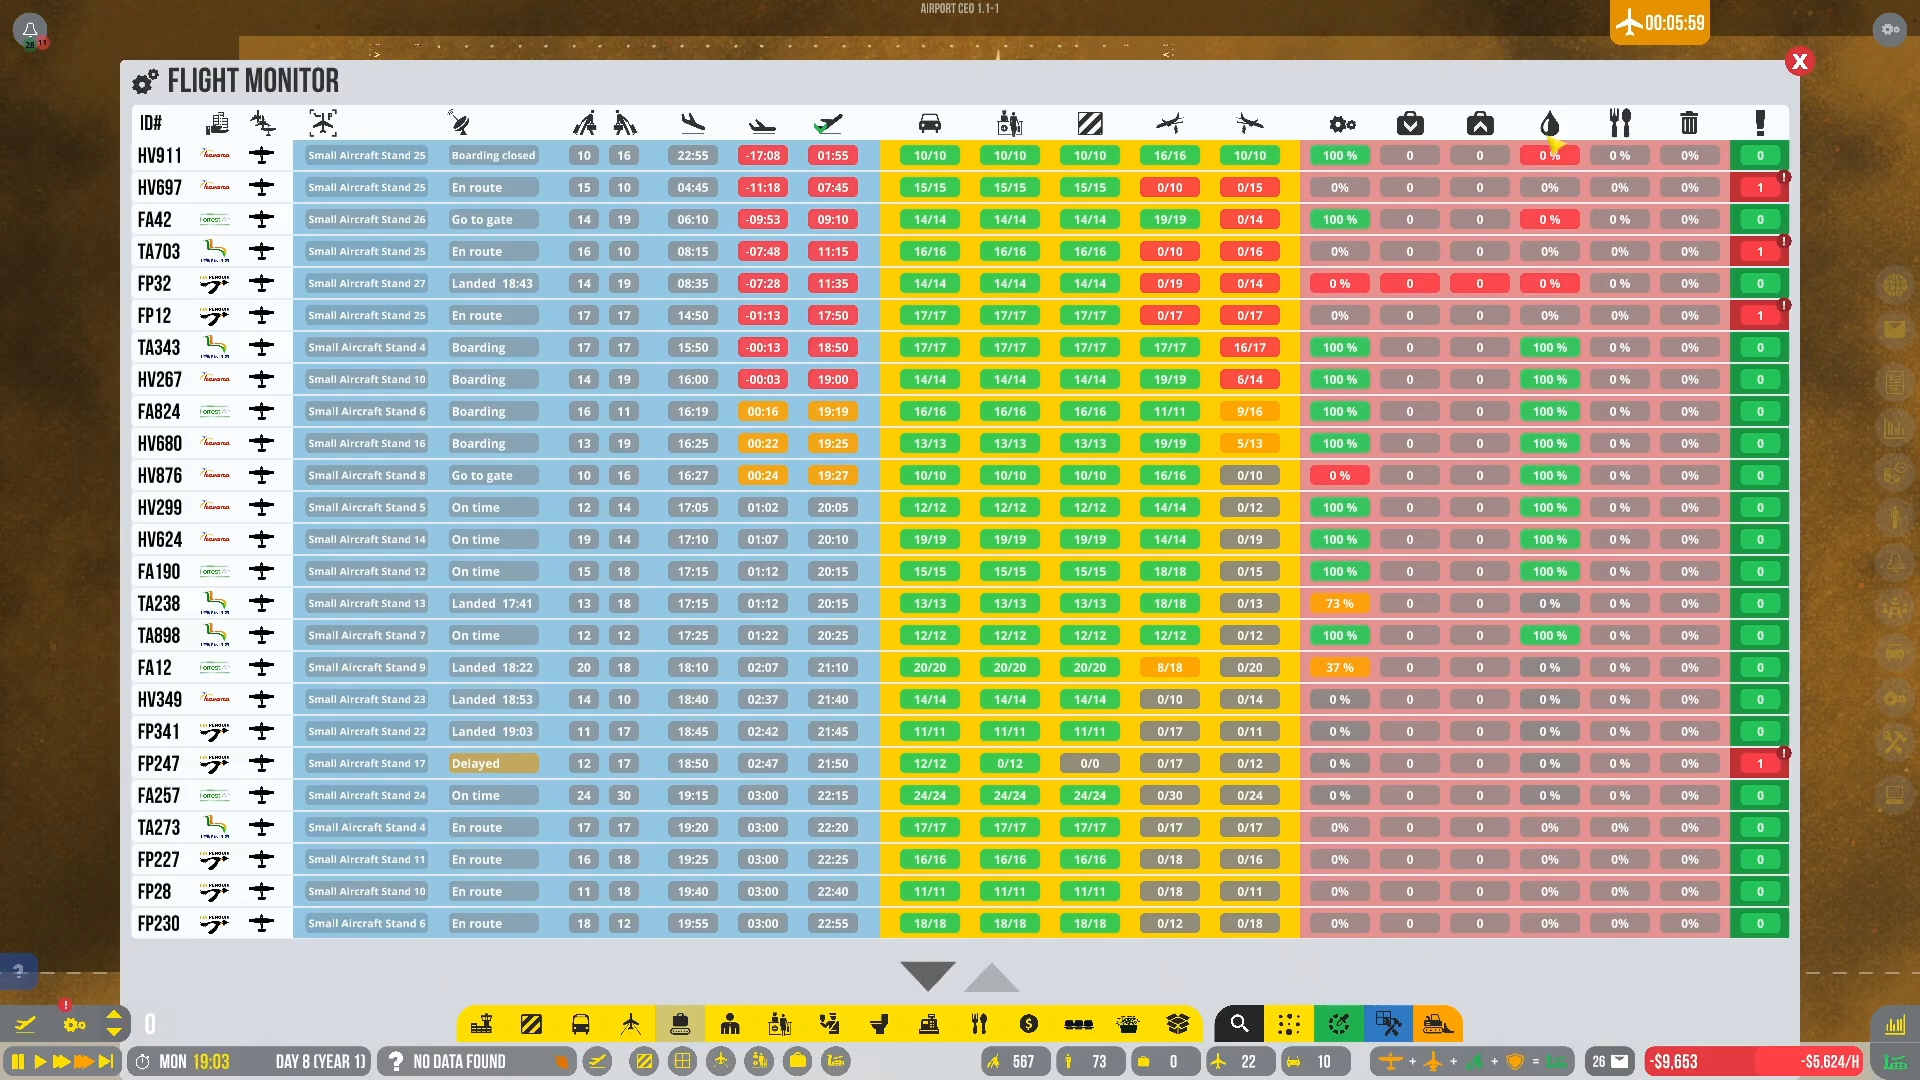 AIRPORT CEO 1.1-1
00:05:59
28 11
FLIGHT MONITOR
X
ID#
HV911 Small Aircraft Stand 25 Boarding closed 10 16 22:55 -17:08 01:55 10/10 10/10 10/10 16/16 10/10 100 % 0 0 0 % 0 % 0% 0
HV697 Small Aircraft Stand 25 En route 15 10 04:45 -11:18 07:45 15/15 15/15 15/15 0/10 0/15 0% 0 0 0% 0% 0% 1 !
FA42 Small Aircraft Stand 26 Go to gate 14 19 06:10 -09:53 09:10 14/14 14/14 14/14 19/19 0/14 100 % 0 0 0 % 0 % 0% 0
TA703 Small Aircraft Stand 25 En route 16 10 08:15 -07:48 11:15 16/16 16/16 16/16 0/10 0/16 0% 0 0 0% 0% 0% 1 !
FP32 Small Aircraft Stand 27 Landed 18:43 14 19 08:35 -07:28 11:35 14/14 14/14 14/14 0/19 0/14 0 % 0 0 0 % 0 % 0% 0
FP12 Small Aircraft Stand 25 En route 17 17 14:50 -01:13 17:50 17/17 17/17 17/17 0/17 0/17 0% 0 0 0% 0% 0% 1 !
TA343 Small Aircraft Stand 4 Boarding 17 17 15:50 -00:13 18:50 17/17 17/17 17/17 17/17 16/17 100 % 0 0 100 % 0 % 0% 0
HV267 Small Aircraft Stand 10 Boarding 14 19 16:00 -00:03 19:00 14/14 14/14 14/14 19/19 6/14 100 % 0 0 100 % 0 % 0% 0
FA824 Small Aircraft Stand 6 Boarding 16 11 16:19 00:16 19:19 16/16 16/16 16/16 11/11 9/16 100 % 0 0 100 % 0 % 0% 0
HV680 Small Aircraft Stand 16 Boarding 13 19 16:25 00:22 19:25 13/13 13/13 13/13 19/19 5/13 100 % 0 0 100 % 0 % 0% 0
HV876 Small Aircraft Stand 8 Go to gate 10 16 16:27 00:24 19:27 10/10 10/10 10/10 16/16 0/10 0 % 0 0 100 % 0 % 0% 0
HV299 Small Aircraft Stand 5 On time 12 14 17:05 01:02 20:05 12/12 12/12 12/12 14/14 0/12 100 % 0 0 100 % 0 % 0% 0
HV624 Small Aircraft Stand 14 On time 19 14 17:10 01:07 20:10 19/19 19/19 19/19 14/14 0/19 100 % 0 0 100 % 0 % 0% 0
FA190 Small Aircraft Stand 12 On time 15 18 17:15 01:12 20:15 15/15 15/15 15/15 18/18 0/15 100 % 0 0 100 % 0 % 0% 0
TA238 Small Aircraft Stand 13 Landed 17:41 13 18 17:15 01:12 20:15 13/13 13/13 13/13 18/18 0/13 73 % 0 0 0 % 0 % 0% 0
TA898 Small Aircraft Stand 7 On time 12 12 17:25 01:22 20:25 12/12 12/12 12/12 12/12 0/12 100 % 0 0 100 % 0 % 0% 0
FA12 Small Aircraft Stand 9 Landed 18:22 20 18 18:10 02:07 21:10 20/20 20/20 20/20 8/18 0/20 37 % 0 0 0 % 0 % 0% 0
HV349 Small Aircraft Stand 23 Landed 18:53 14 10 18:40 02:37 21:40 14/14 14/14 14/14 0/10 0/14 0 % 0 0 0 % 0 % 0% 0
FP341 Small Aircraft Stand 22 Landed 19:03 11 17 18:45 02:42 21:45 11/11 11/11 11/11 0/17 0/11 0 % 0 0 0 % 0 % 0% 0
FP247 Small Aircraft Stand 17 Delayed 12 17 18:50 02:47 21:50 12/12 0/12 0/0 0/17 0/12 0 % 0 0 0 % 0 % 0% 1 !
FA257 Small Aircraft Stand 24 On time 24 30 19:15 03:00 22:15 24/24 24/24 24/24 0/30 0/24 0 % 0 0 0 % 0 % 0% 0
TA273 Small Aircraft Stand 4 En route 17 17 19:20 03:00 22:20 17/17 17/17 17/17 0/17 0/17 0% 0 0 0% 0% 0% 0
FP227 Small Aircraft Stand 11 En route 16 18 19:25 03:00 22:25 16/16 16/16 16/16 0/18 0/16 0% 0 0 0% 0% 0% 0
FP28 Small Aircraft Stand 10 En route 11 18 19:40 03:00 22:40 11/11 11/11 11/11 0/18 0/11 0% 0 0 0% 0% 0% 0
FP230 Small Aircraft Stand 6 En route 18 12 19:55 03:00 22:55 18/18 18/18 18/18 0/12 0/18 0% 0 0 0% 0% 0% 0
?
! 0
MON 19:03 DAY 8 (YEAR 1) ? NO DATA FOUND 567 73 0 22 10 + + + = 26 -$9,653 -$5,624/H